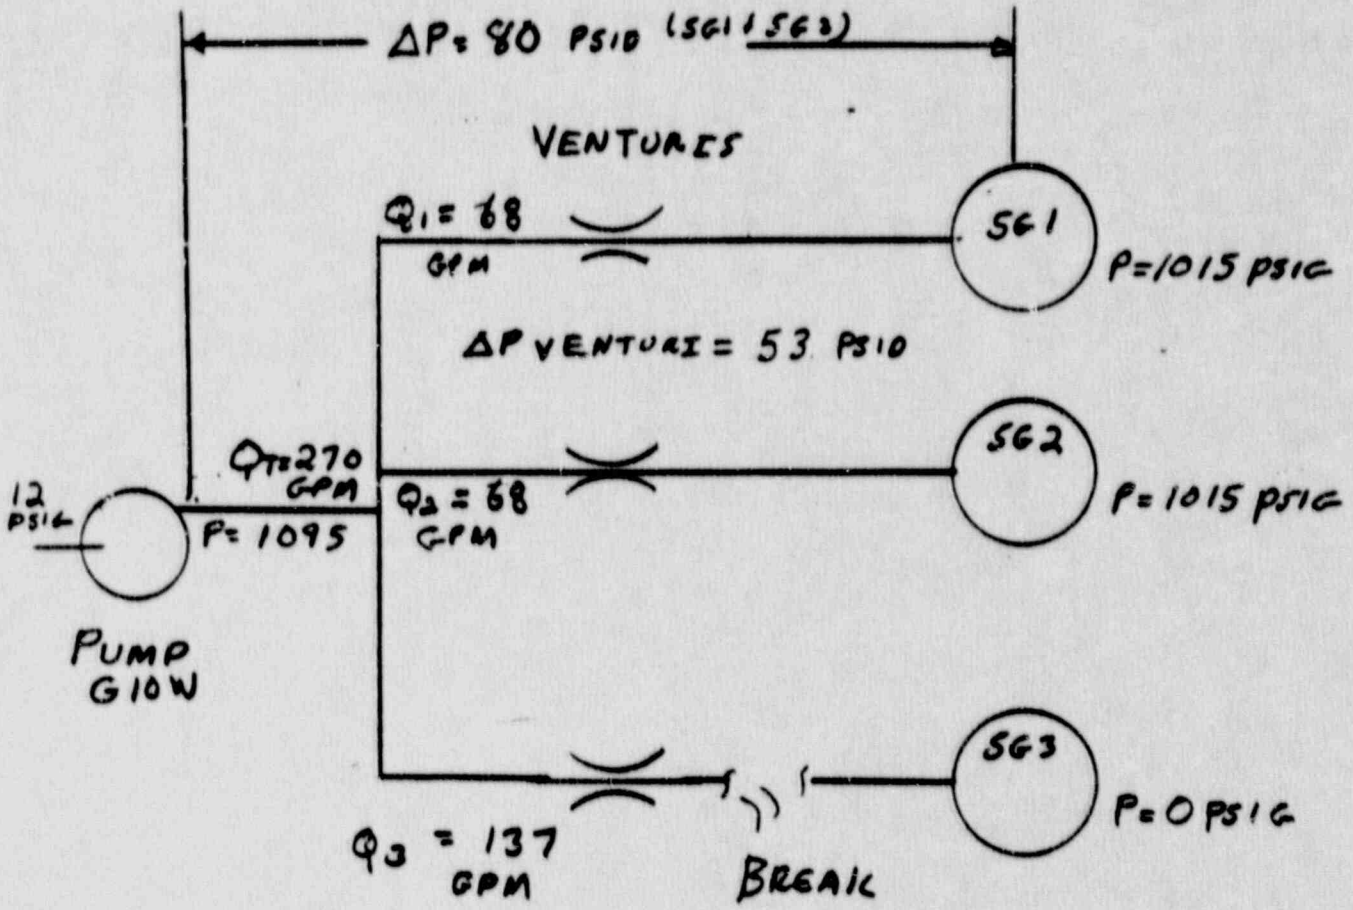 ΔP= 80 PSID (SG1 & SG2)
VENTURIS
Q1 = 68
GPM
SG1
P=1015 PSIG
ΔP VENTURI = 53 PSID
QT=270
GPM
12
PSIG
P= 1095
Q2 = 68
GPM
SG2
P=1015 PSIG
PUMP
G10W
SG3
P=0 PSIG
Q3 = 137
GPM
BREAK